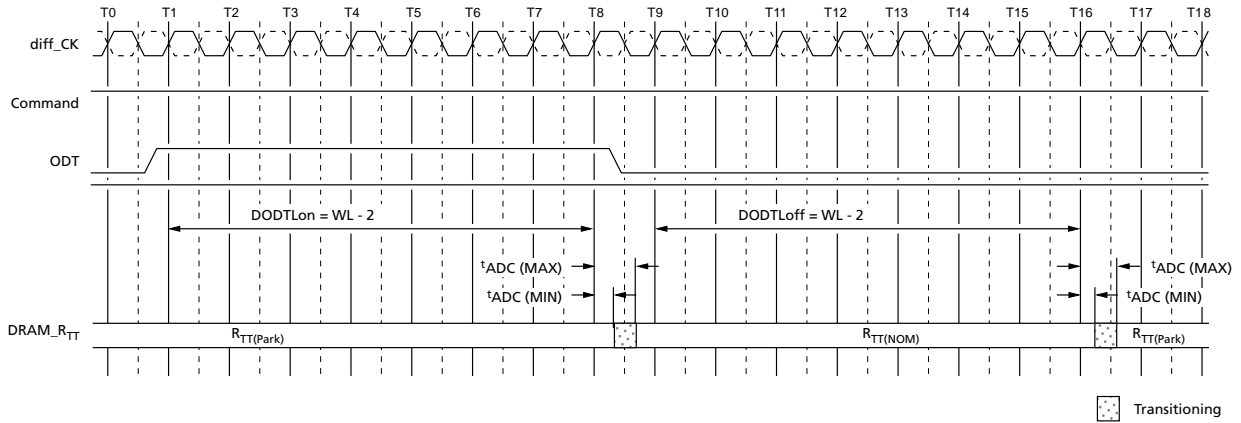 T0 T1 T2 T3 T4 T5 T6 T7 T8 T9 T10 T11 T12 T13 T14 T15 T16 T17 T18
diff_CK
Command
ODT
DODTLon = WL - 2 DODTLoff = WL - 2
tADC (MAX) tADC (MAX)
tADC (MIN) tADC (MIN)
DRAM_RTT RTT(Park) RTT(NOM) RTT(Park)
Transitioning